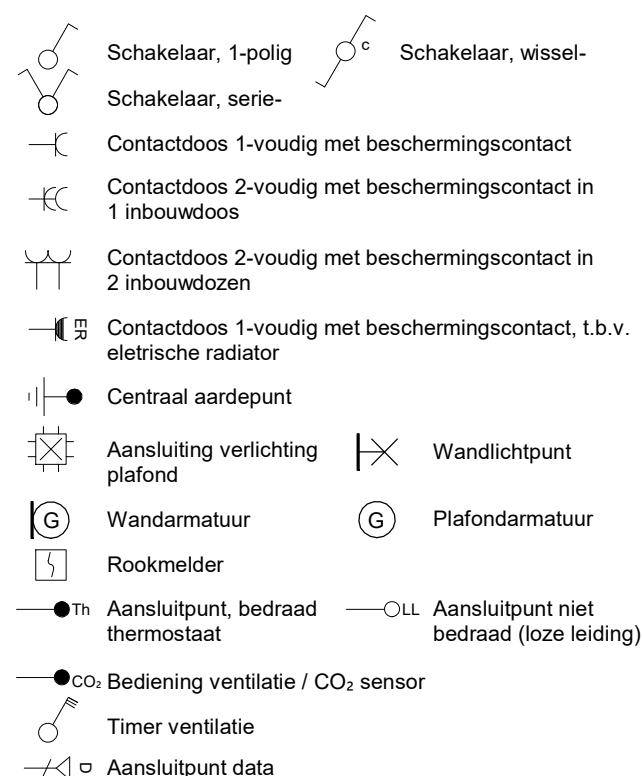 Schakelaar, 1-polig
c Schakelaar, wissel-
Schakelaar, serie-
Contactdoos 1-voudig met beschermingscontact
Contactdoos 2-voudig met beschermingscontact in
1 inbouwdoos
Contactdoos 2-voudig met beschermingscontact in
2 inbouwdozen
ER Contactdoos 1-voudig met beschermingscontact, t.b.v.
eletrische radiator
Centraal aardepunt
Aansluiting verlichting
plafond
Wandlichtpunt
G Wandarmatuur
G Plafondarmatuur
Rookmelder
Th Aansluitpunt, bedraad
thermostaat
LL Aansluitpunt niet
bedraad (loze leiding)
CO₂ Bediening ventilatie / CO₂ sensor
Timer ventilatie
D Aansluitpunt data